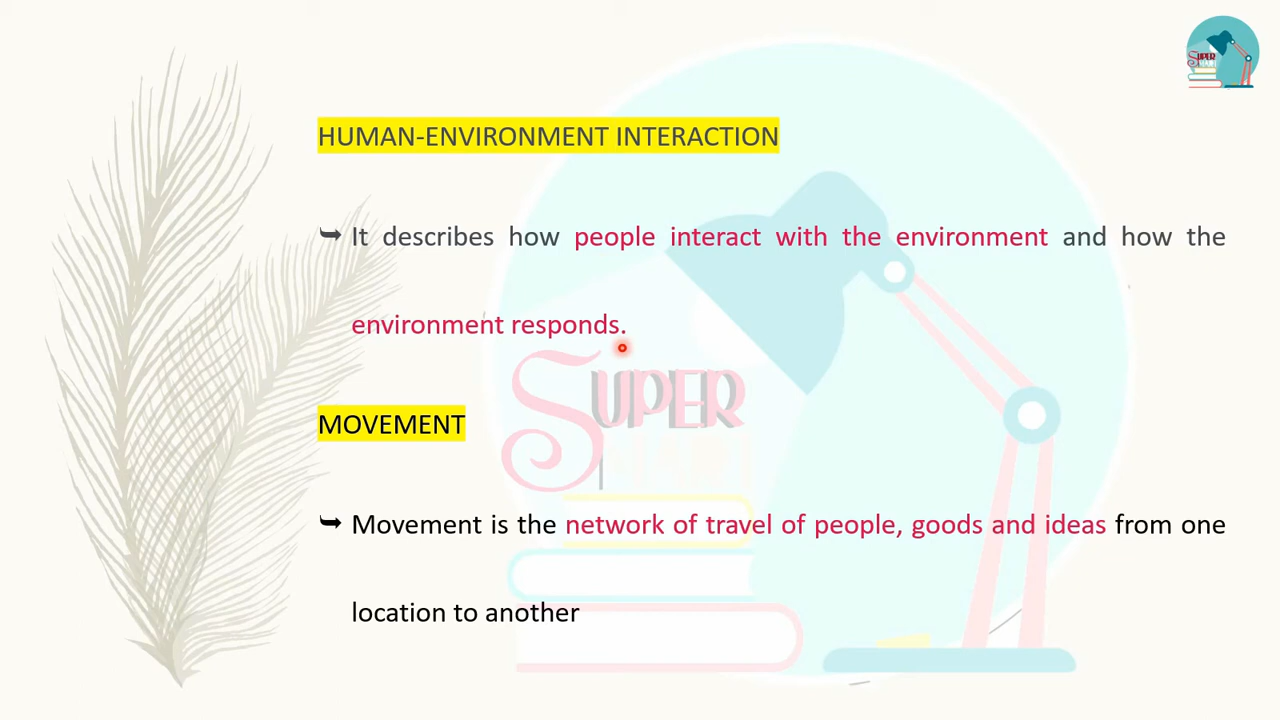 HUMAN-ENVIRONMENT INTERACTION
➥ It describes how people interact with the environment and how the
environment responds.
SUPER
MOVEMENT
➥ Movement is the network of travel of people, goods and ideas from one
location to another